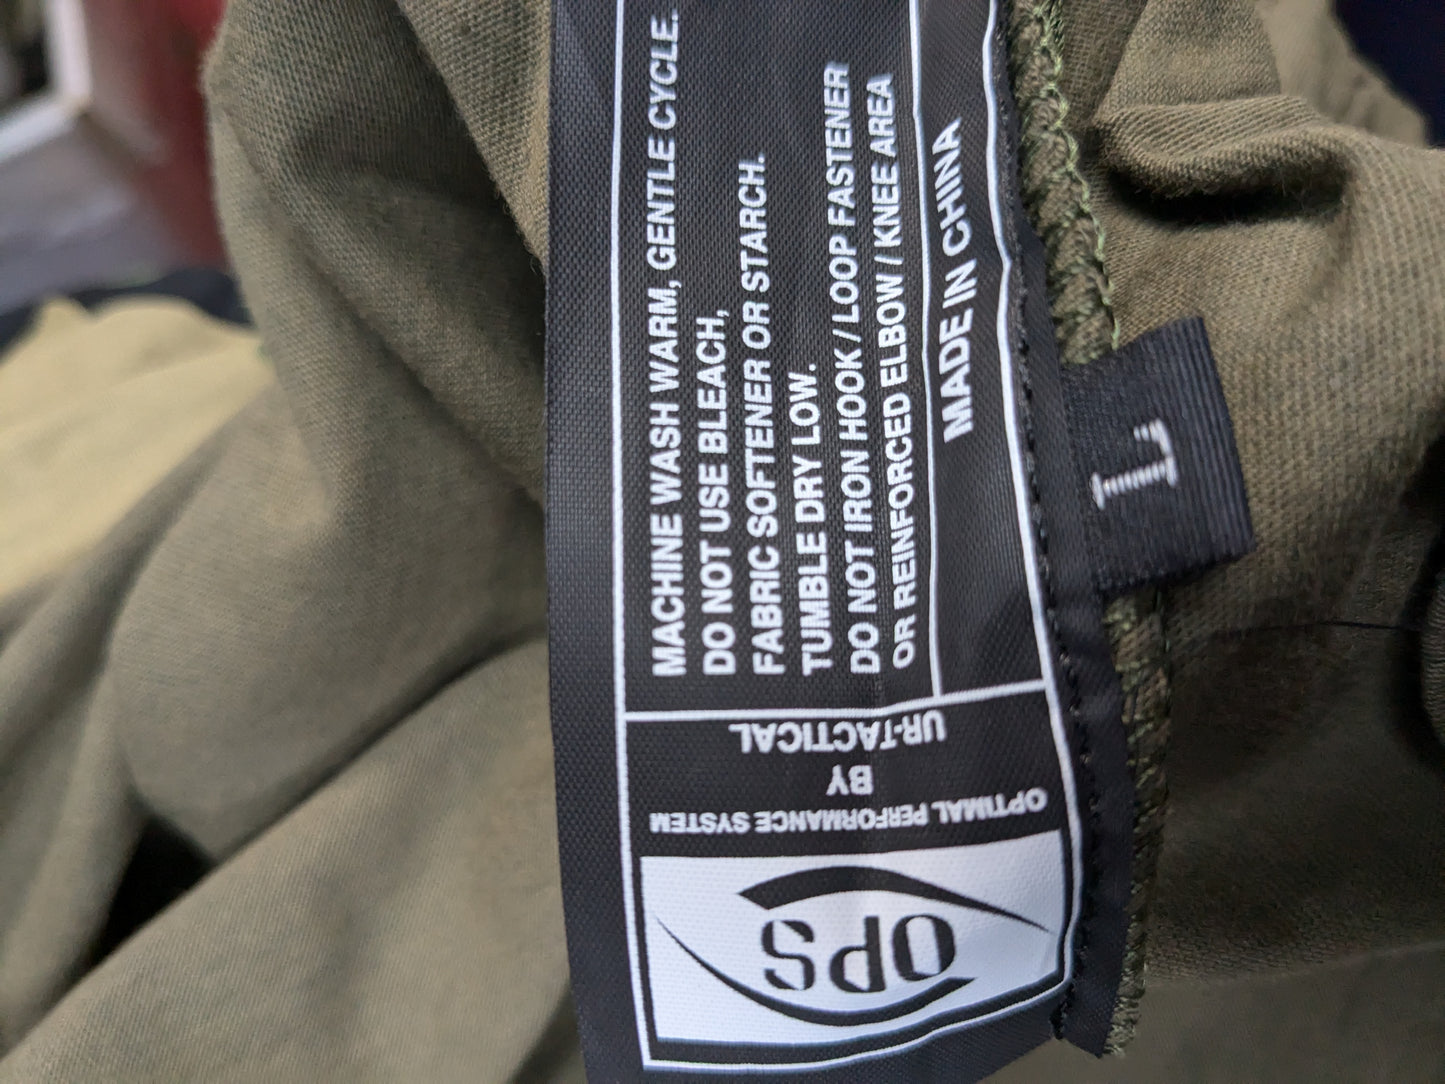 OPS
OPTIMAL PERFORMANCE SYSTEM
BY
UR-TACTICAL
MACHINE WASH WARM, GENTLE CYCLE.
DO NOT USE BLEACH,
FABRIC SOFTENER OR STARCH.
TUMBLE DRY LOW.
DO NOT IRON HOOK / LOOP FASTENER
OR REINFORCED ELBOW / KNEE AREA
MADE IN CHINA
L